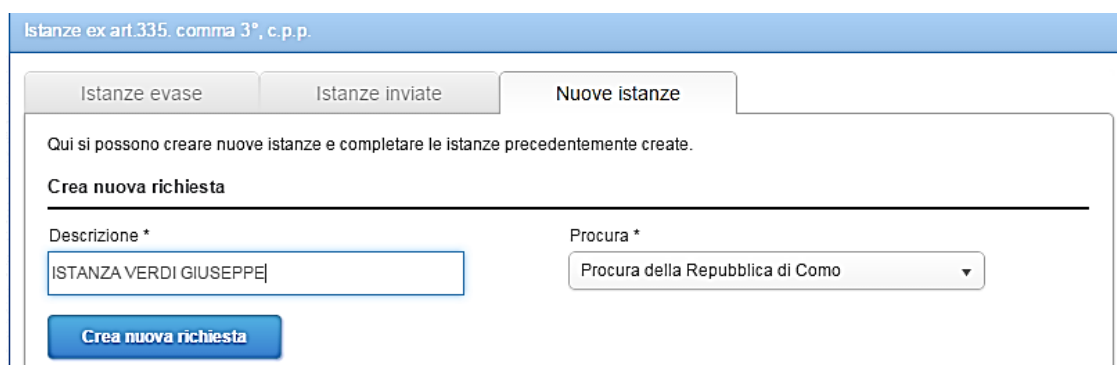 Istanze ex art.335. comma 3°, c.p.p.
Istanze evase Istanze inviate Nuove istanze
Qui si possono creare nuove istanze e completare le istanze precedentemente create.
Crea nuova richiesta
Descrizione * Procura *
ISTANZA VERDI GIUSEPPE Procura della Repubblica di Como
Crea nuova richiesta